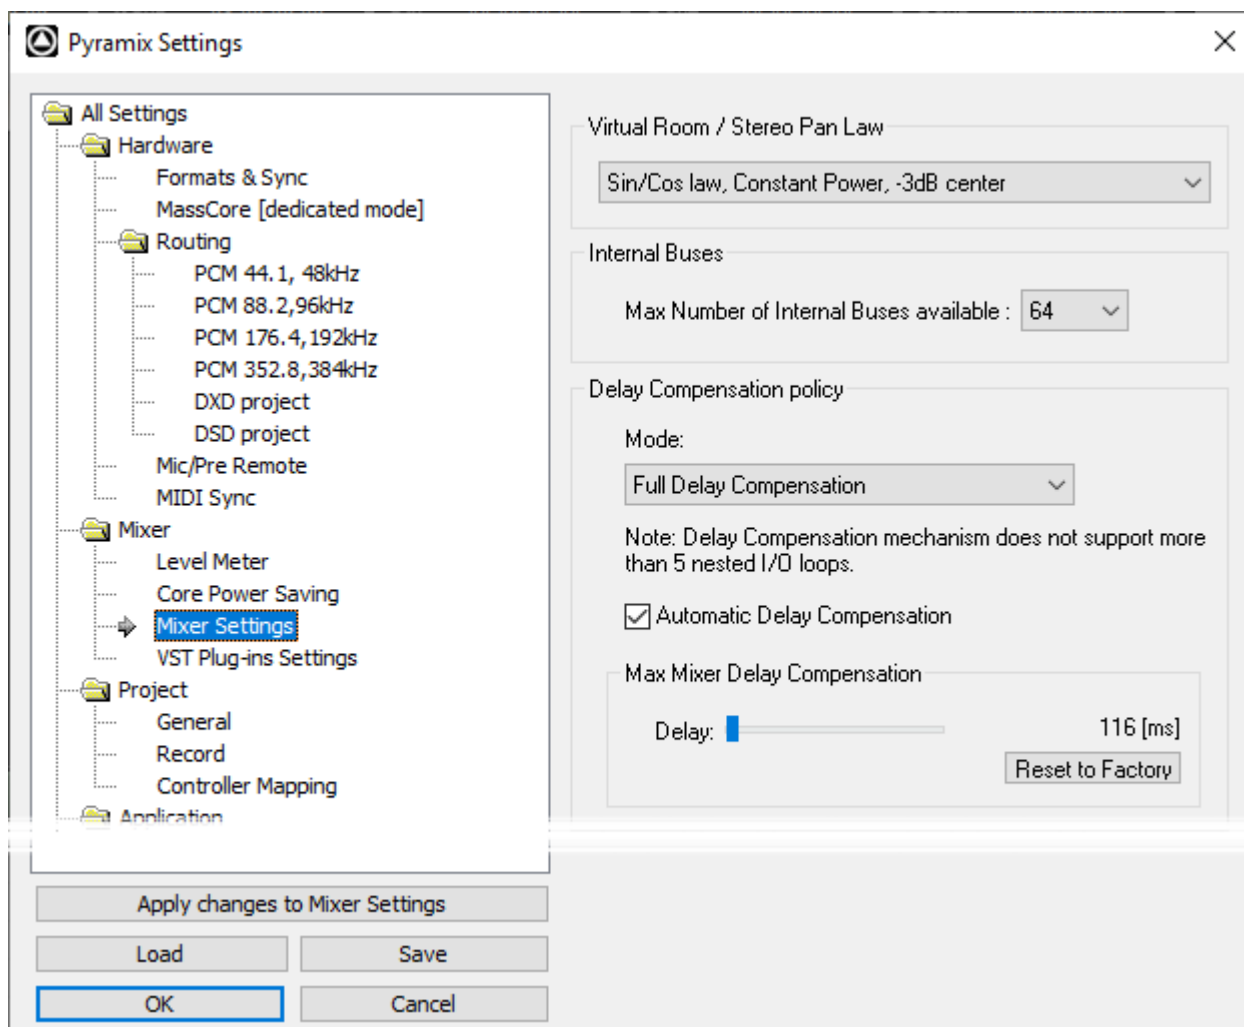 Pyramix Settings
All Settings
Hardware
Formats & Sync
MassCore [dedicated mode]
Routing
PCM 44.1, 48kHz
PCM 88.2,96kHz
PCM 176.4,192kHz
PCM 352.8,384kHz
DXD project
DSD project
Mic/Pre Remote
MIDI Sync
Mixer
Level Meter
Core Power Saving
Mixer Settings
VST Plug-ins Settings
Project
General
Record
Controller Mapping
Application
Apply changes to Mixer Settings
Load
Save
OK
Cancel
Virtual Room / Stereo Pan Law
Sin/Cos law, Constant Power, -3dB center
Internal Buses
Max Number of Internal Buses available : 64
Delay Compensation policy
Mode:
Full Delay Compensation
Note: Delay Compensation mechanism does not support more
than 5 nested I/O loops.
Automatic Delay Compensation
Max Mixer Delay Compensation
Delay: 116 [ms]
Reset to Factory